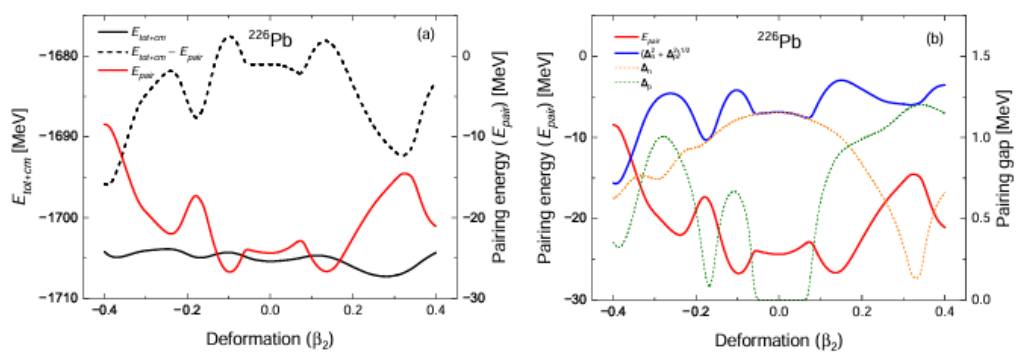 E_tot+cm
E_tot+cm − E_pair
E_pair
²²⁶Pb
(a)
−1680
−1690
−1700
−1710
E_tot+cm [MeV]
0
−10
−20
−30
Pairing energy (E_pair) [MeV]
−0.4 −0.2 0.0 0.2 0.4
Deformation (β₂)
E_pair
(Δ²ₙ + Δ²ₚ)^1/2
Δₙ
Δₚ
²²⁶Pb
(b)
0
−10
−20
−30
Pairing energy (E_pair) [MeV]
1.5
1.0
0.5
0.0
Pairing gap [MeV]
−0.4 −0.2 0.0 0.2 0.4
Deformation (β₂)